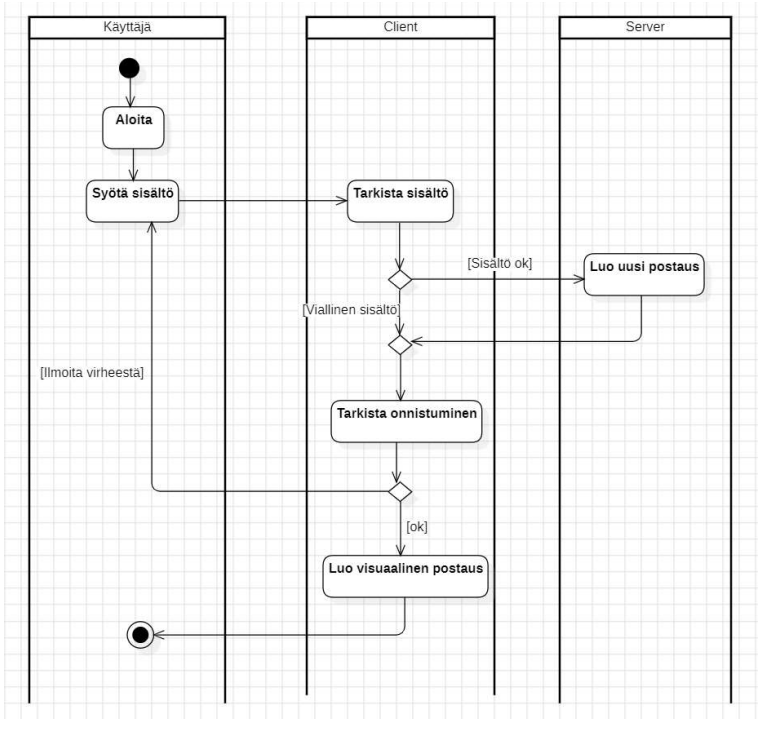 Käyttäjä
Client
Server
Aloita
Syötä sisältö
Tarkista sisältö
[Sisältö ok]
Luo uusi postaus
[Viallinen sisältö]
[Ilmoita virheestä]
Tarkista onnistuminen
[ok]
Luo visuaalinen postaus